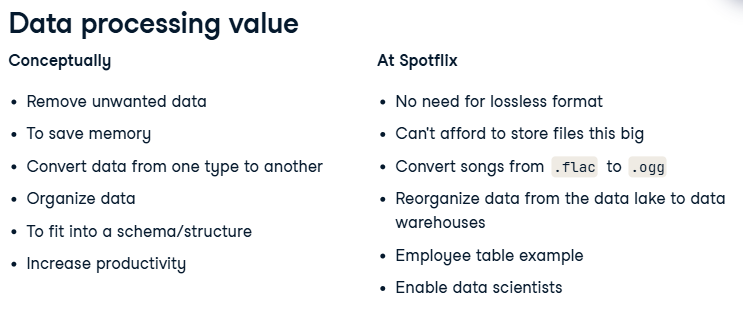 Data processing value
Conceptually
Remove unwanted data
To save memory
Convert data from one type to another
Organize data
To fit into a schema/structure
Increase productivity
At Spotflix
No need for lossless format
Can't afford to store files this big
Convert songs from .flac to .ogg
Reorganize data from the data lake to data
warehouses
Employee table example
Enable data scientists